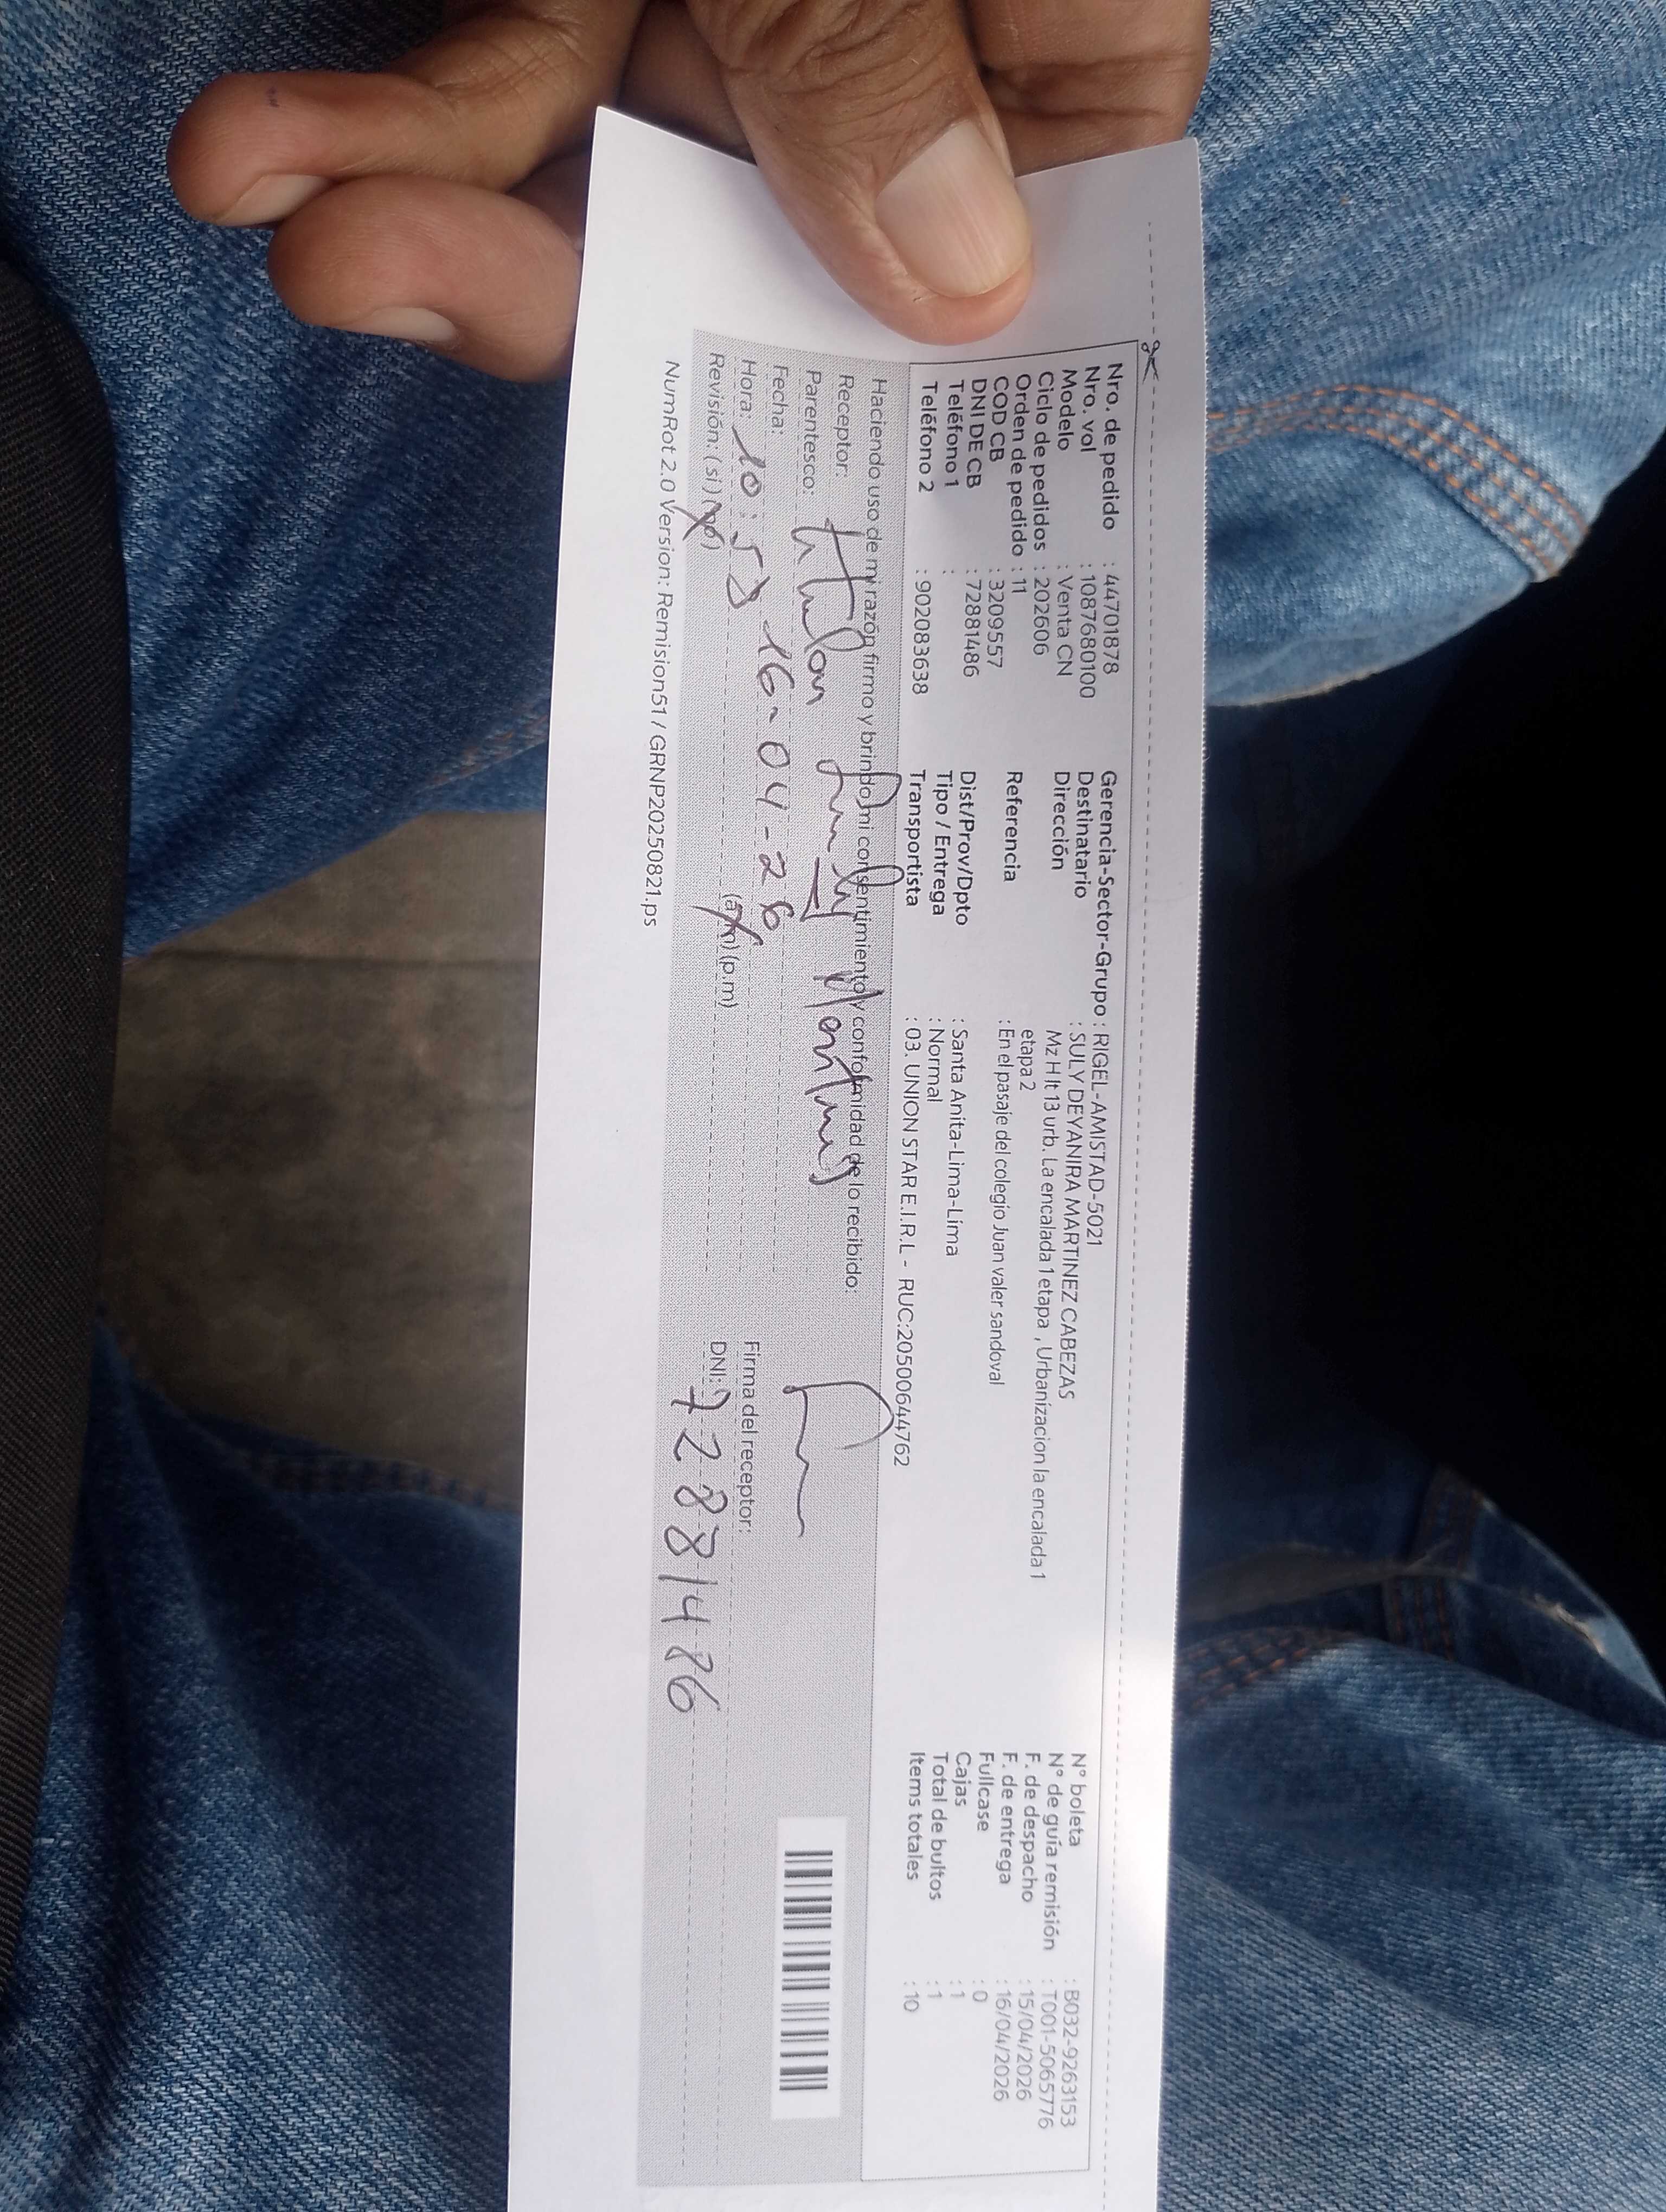 Nro. de pedido : 44701878
Nro. vol : 1087680100
Modelo : Venta CN
Ciclo de pedidos : 202606
Orden de pedido : 11
COD CB : 3209557
DNI DE CB : 72881486
Teléfono 1 :
Teléfono 2 : 902083638
Gerencia-Sector-Grupo : RIGEL-AMISTAD-5021
Destinatario : SULY DEYANIRA MARTINEZ CABEZAS
Dirección Mz H lt 13 urb. La encalada 1 etapa , Urbanizacion la encalada 1
etapa 2
Referencia : En el pasaje del colegio Juan valer sandoval
Dist/Prov/Dpto : Santa Anita-Lima-Lima
Tipo / Entrega : Normal
Transportista : 03. UNION STAR E.I.R.L - RUC:20500644762
N° boleta : B032-9263153
N° de guía remisión : T001-5065776
F. de despacho : 15/04/2026
F. de entrega : 16/04/2026
Fullcase : 0
Cajas : 1
Total de bultos : 1
Items totales : 10
Haciendo uso de mi razón firmo y brindo mi consentimiento y conformidad de lo recibido:
Receptor:
Parentesco: titular
Fecha: 16-04-26
Hora: 10:58 (a.m) (p.m)
Revisión: (si) (no)
Firma del receptor:
DNI: 72881486
NumRot 2.0 Version: Remision51 / GRNP20250821.ps